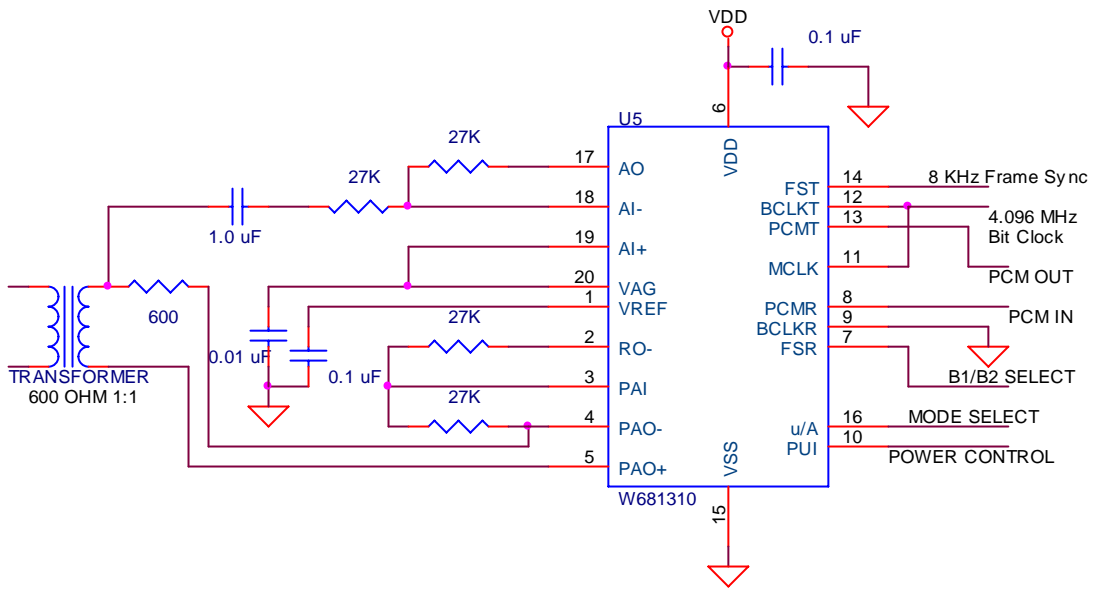 VDD
0.1 uF
6
U5
VDD
27K
17
AO
27K
18
AI-
1.0 uF
19
AI+
20
VAG
1
VREF
600
0.01 uF
0.1 uF
27K
2
RO-
3
PAI
27K
4
PAO-
5
PAO+
TRANSFORMER
600 OHM 1:1
VSS
15
W681310
FST
14
8 KHz Frame Sync
BCLKT
12
4.096 MHz
Bit Clock
PCMT
13
MCLK
11
PCM OUT
PCMR
8
PCM IN
BCLKR
9
FSR
7
B1/B2 SELECT
u/A
16
MODE SELECT
PUI
10
POWER CONTROL